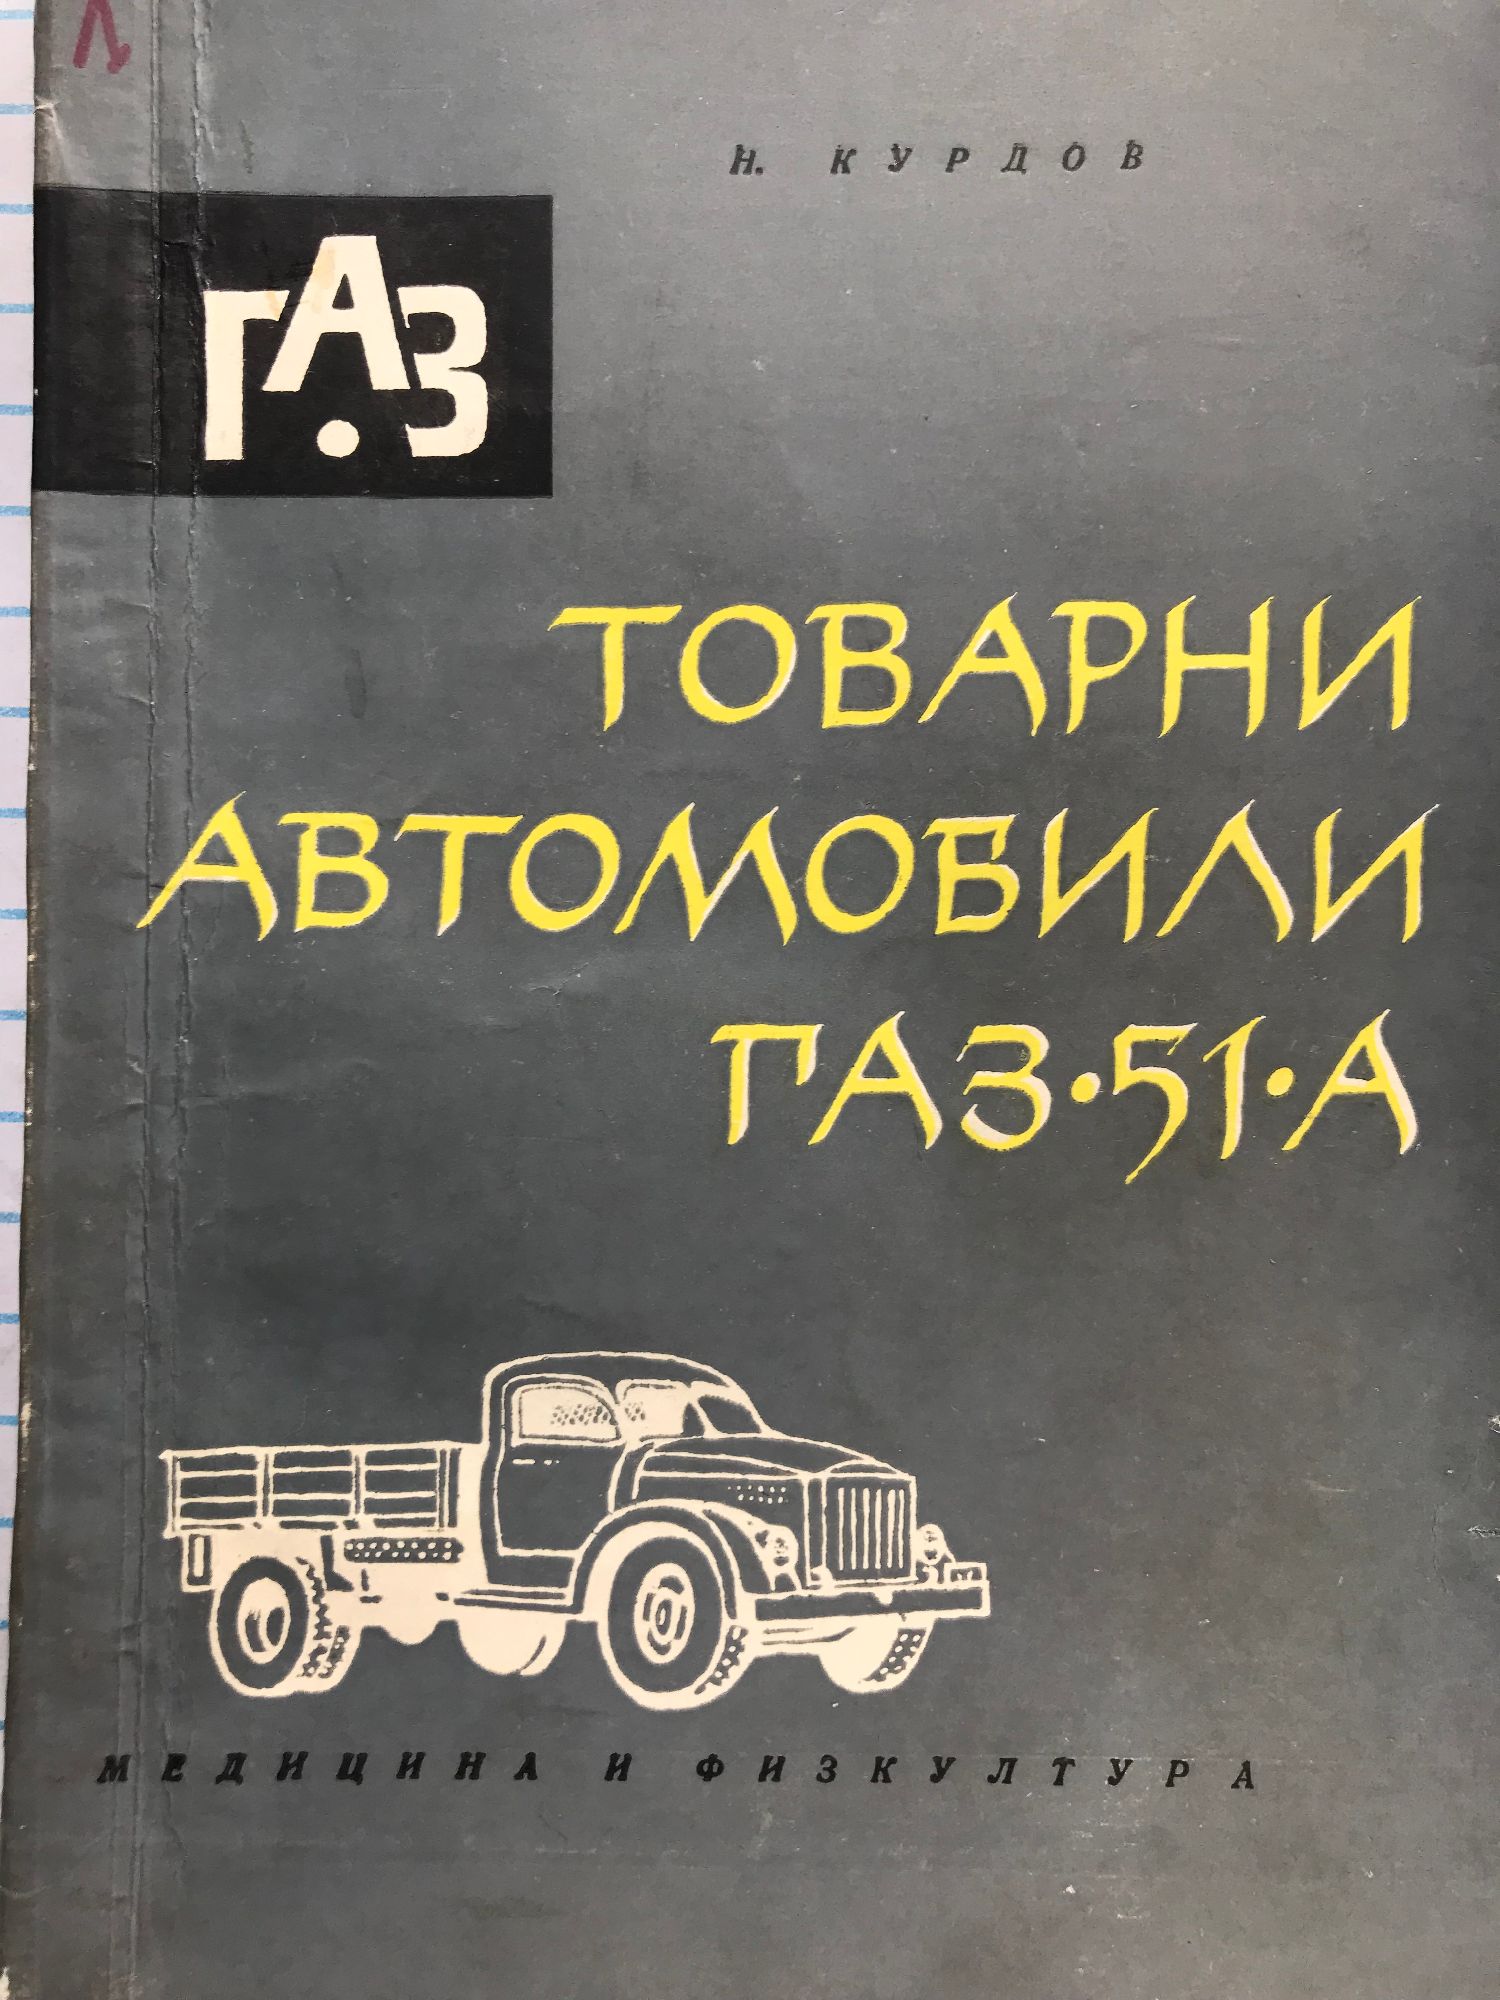 Н. КУРДОВ
ГАЗ
ТОВАРНИ
АВТОМОБИЛИ
ГАЗ·51·А
МЕДИЦИНА И ФИЗКУЛТУРА